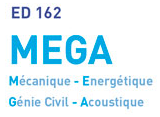 ED 162
MEGA
Mécanique - Energétique
Génie Civil - Acoustique